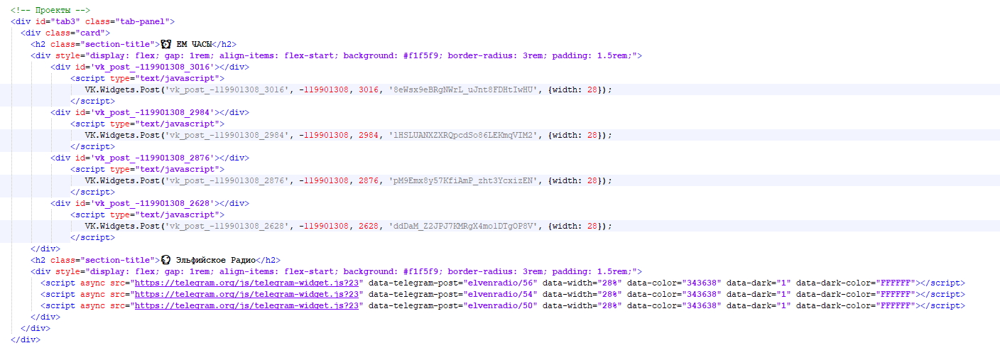 <!-- Проекты -->
<div id="tab3" class="tab-panel">
<div class="card">
<h2 class="section-title">⏰ ЕМ ЧАСЫ</h2>
<div style="display: flex; gap: 1rem; align-items: flex-start; background: #f1f5f9; border-radius: 3rem; padding: 1.5rem;">
<div id='vk_post_-119901308_3016'></div>
<script type="text/javascript">
VK.Widgets.Post('vk_post_-119901308_3016', -119901308, 3016, '8eWsx9eBRgNWrL_uJnt8FDHtIwHU', {width: 28});
</script>
<div id='vk_post_-119901308_2984'></div>
<script type="text/javascript">
VK.Widgets.Post('vk_post_-119901308_2984', -119901308, 2984, 'lHSLUANXZXRQpcdSo86LEKmqVIM2', {width: 28});
</script>
<div id='vk_post_-119901308_2876'></div>
<script type="text/javascript">
VK.Widgets.Post('vk_post_-119901308_2876', -119901308, 2876, 'pM9Emx8y57KfiAmP_zht3YcxizEN', {width: 28});
</script>
<div id='vk_post_-119901308_2628'></div>
<script type="text/javascript">
VK.Widgets.Post('vk_post_-119901308_2628', -119901308, 2628, 'ddDaM_Z2JPJ7KMRgX4molDTgOP8V', {width: 28});
</script>
</div>
<h2 class="section-title">🎧 Эльфийское Радио</h2>
<div style="display: flex; gap: 1rem; align-items: flex-start; background: #f1f5f9; border-radius: 3rem; padding: 1.5rem;">
<script async src="https://telegram.org/js/telegram-widget.js?23" data-telegram-post="elvenradio/56" data-width="28%" data-color="343638" data-dark="1" data-dark-color="FFFFFF"></script>
<script async src="https://telegram.org/js/telegram-widget.js?23" data-telegram-post="elvenradio/54" data-width="28%" data-color="343638" data-dark="1" data-dark-color="FFFFFF"></script>
<script async src="https://telegram.org/js/telegram-widget.js?23" data-telegram-post="elvenradio/50" data-width="28%" data-color="343638" data-dark="1" data-dark-color="FFFFFF"></script>
</div>
</div>
</div>